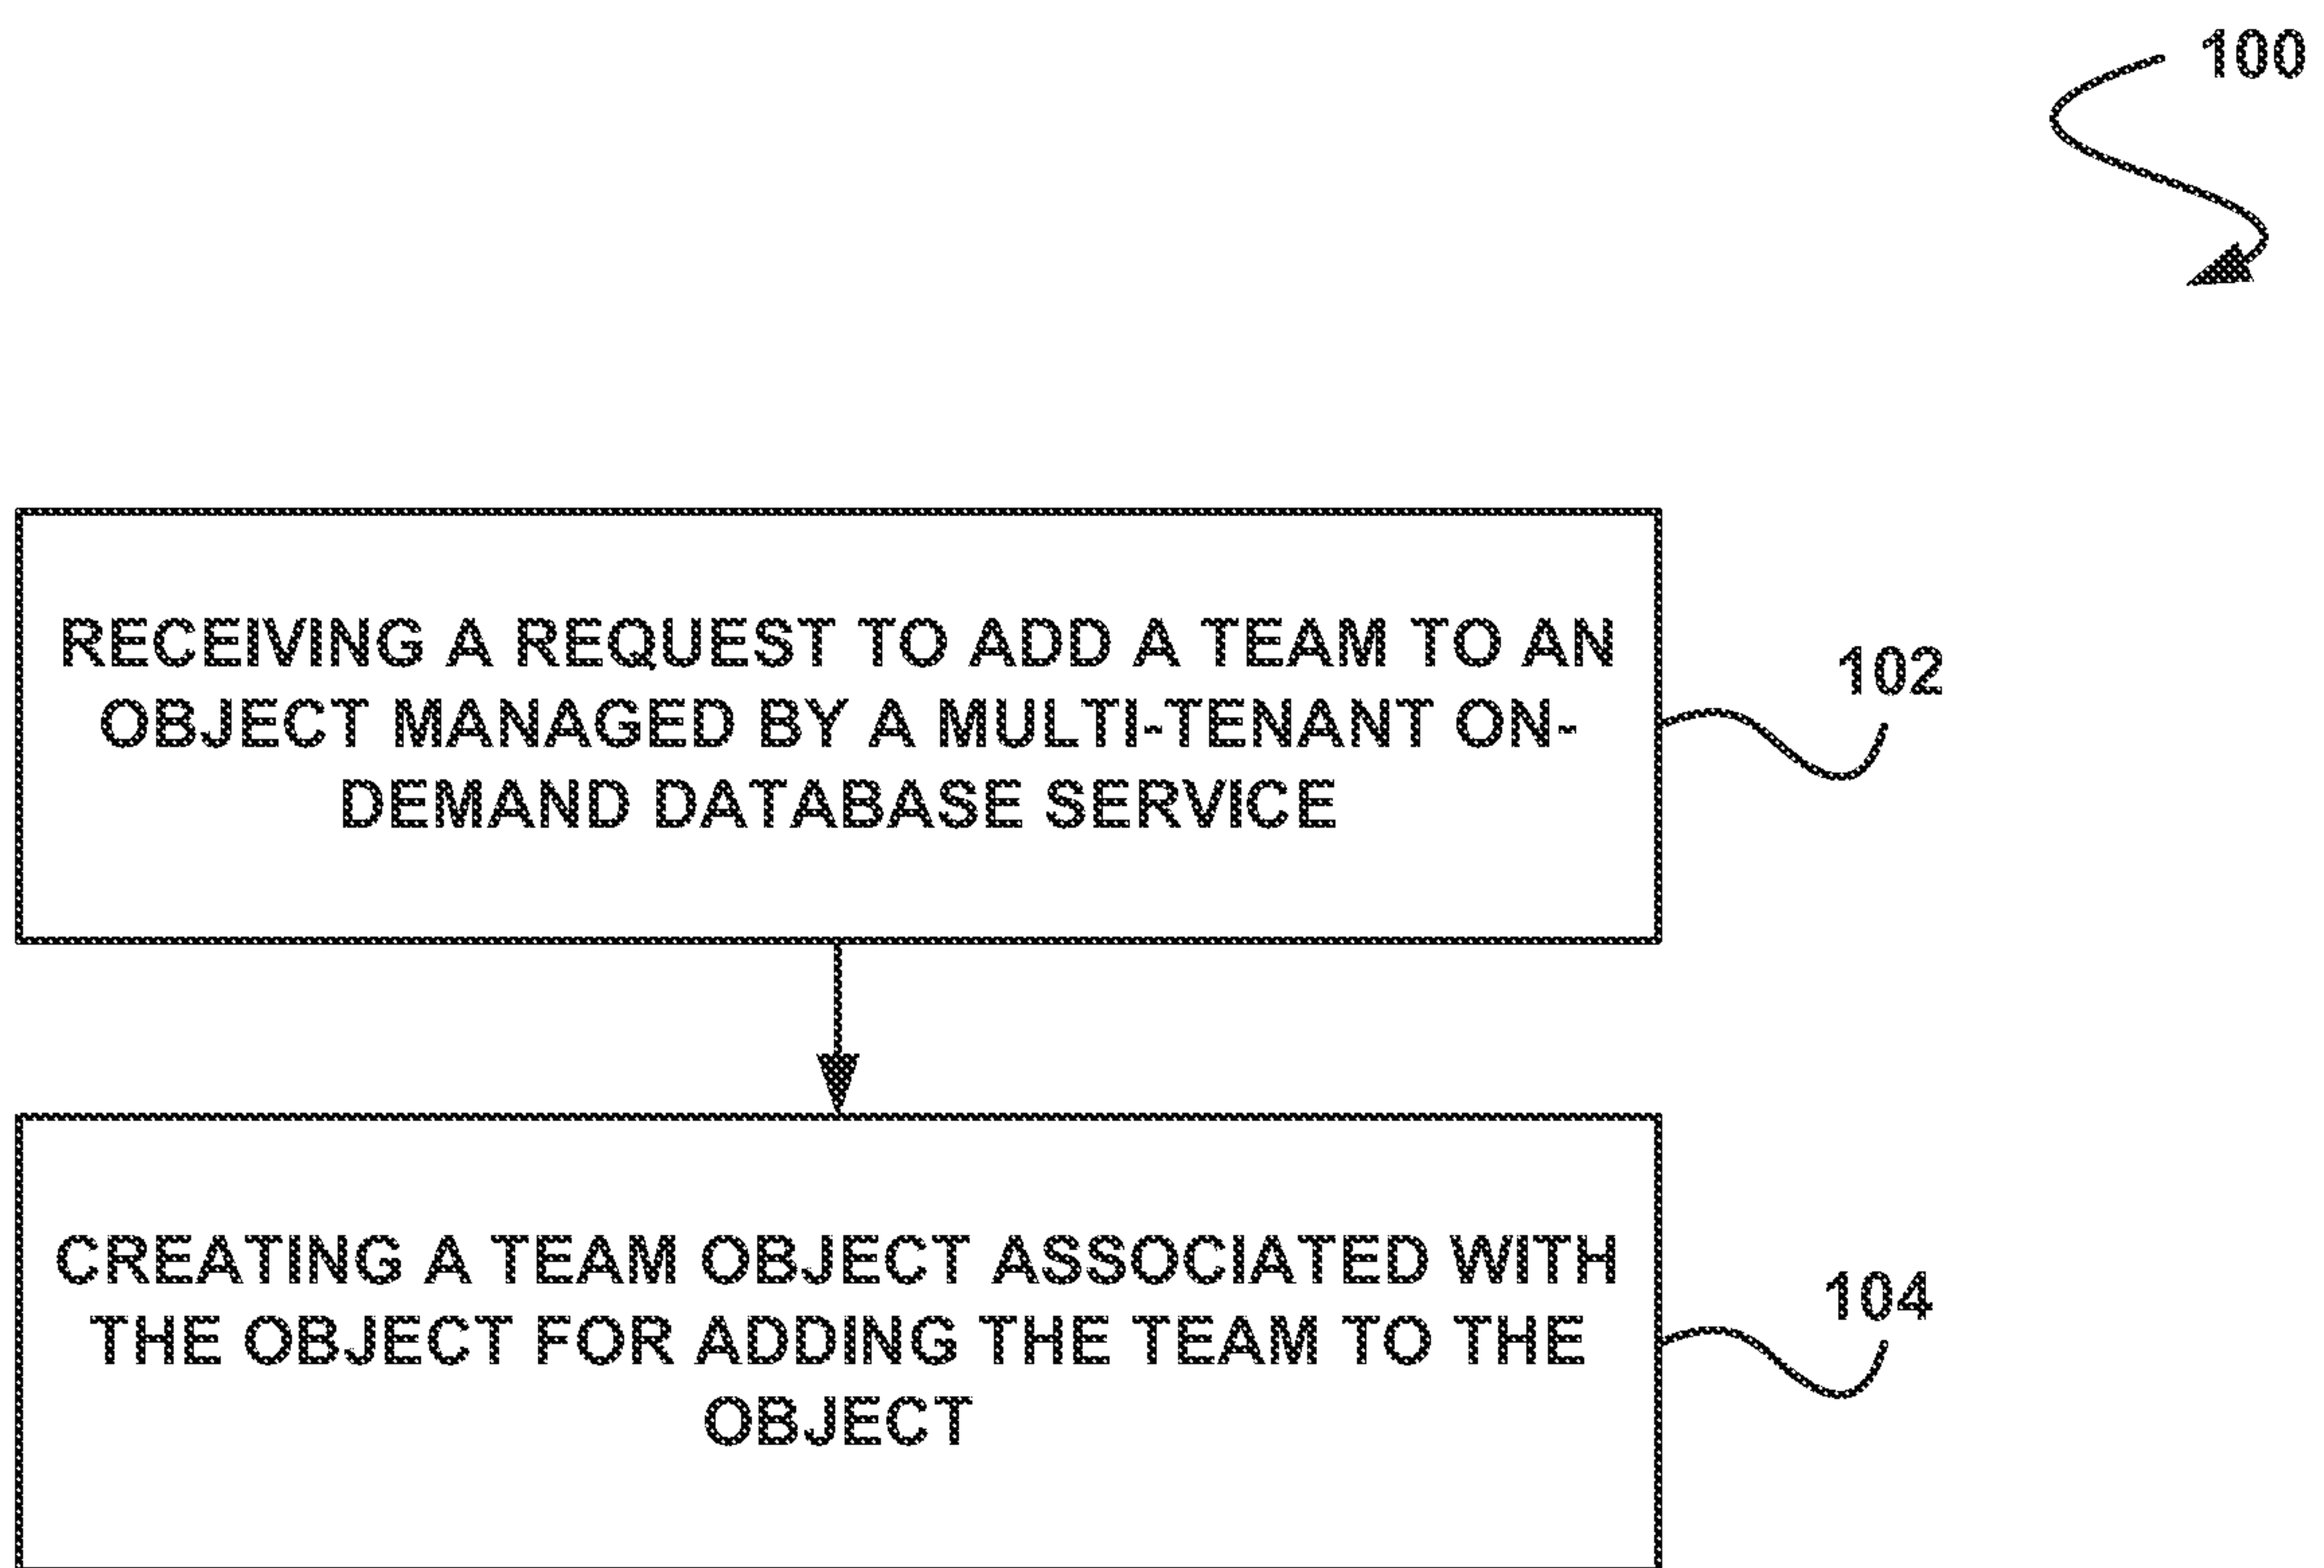 100
RECEIVING A REQUEST TO ADD A TEAM TO AN
OBJECT MANAGED BY A MULTI-TENANT ON-
DEMAND DATABASE SERVICE
102
CREATING A TEAM OBJECT ASSOCIATED WITH
THE OBJECT FOR ADDING THE TEAM TO THE
OBJECT
104